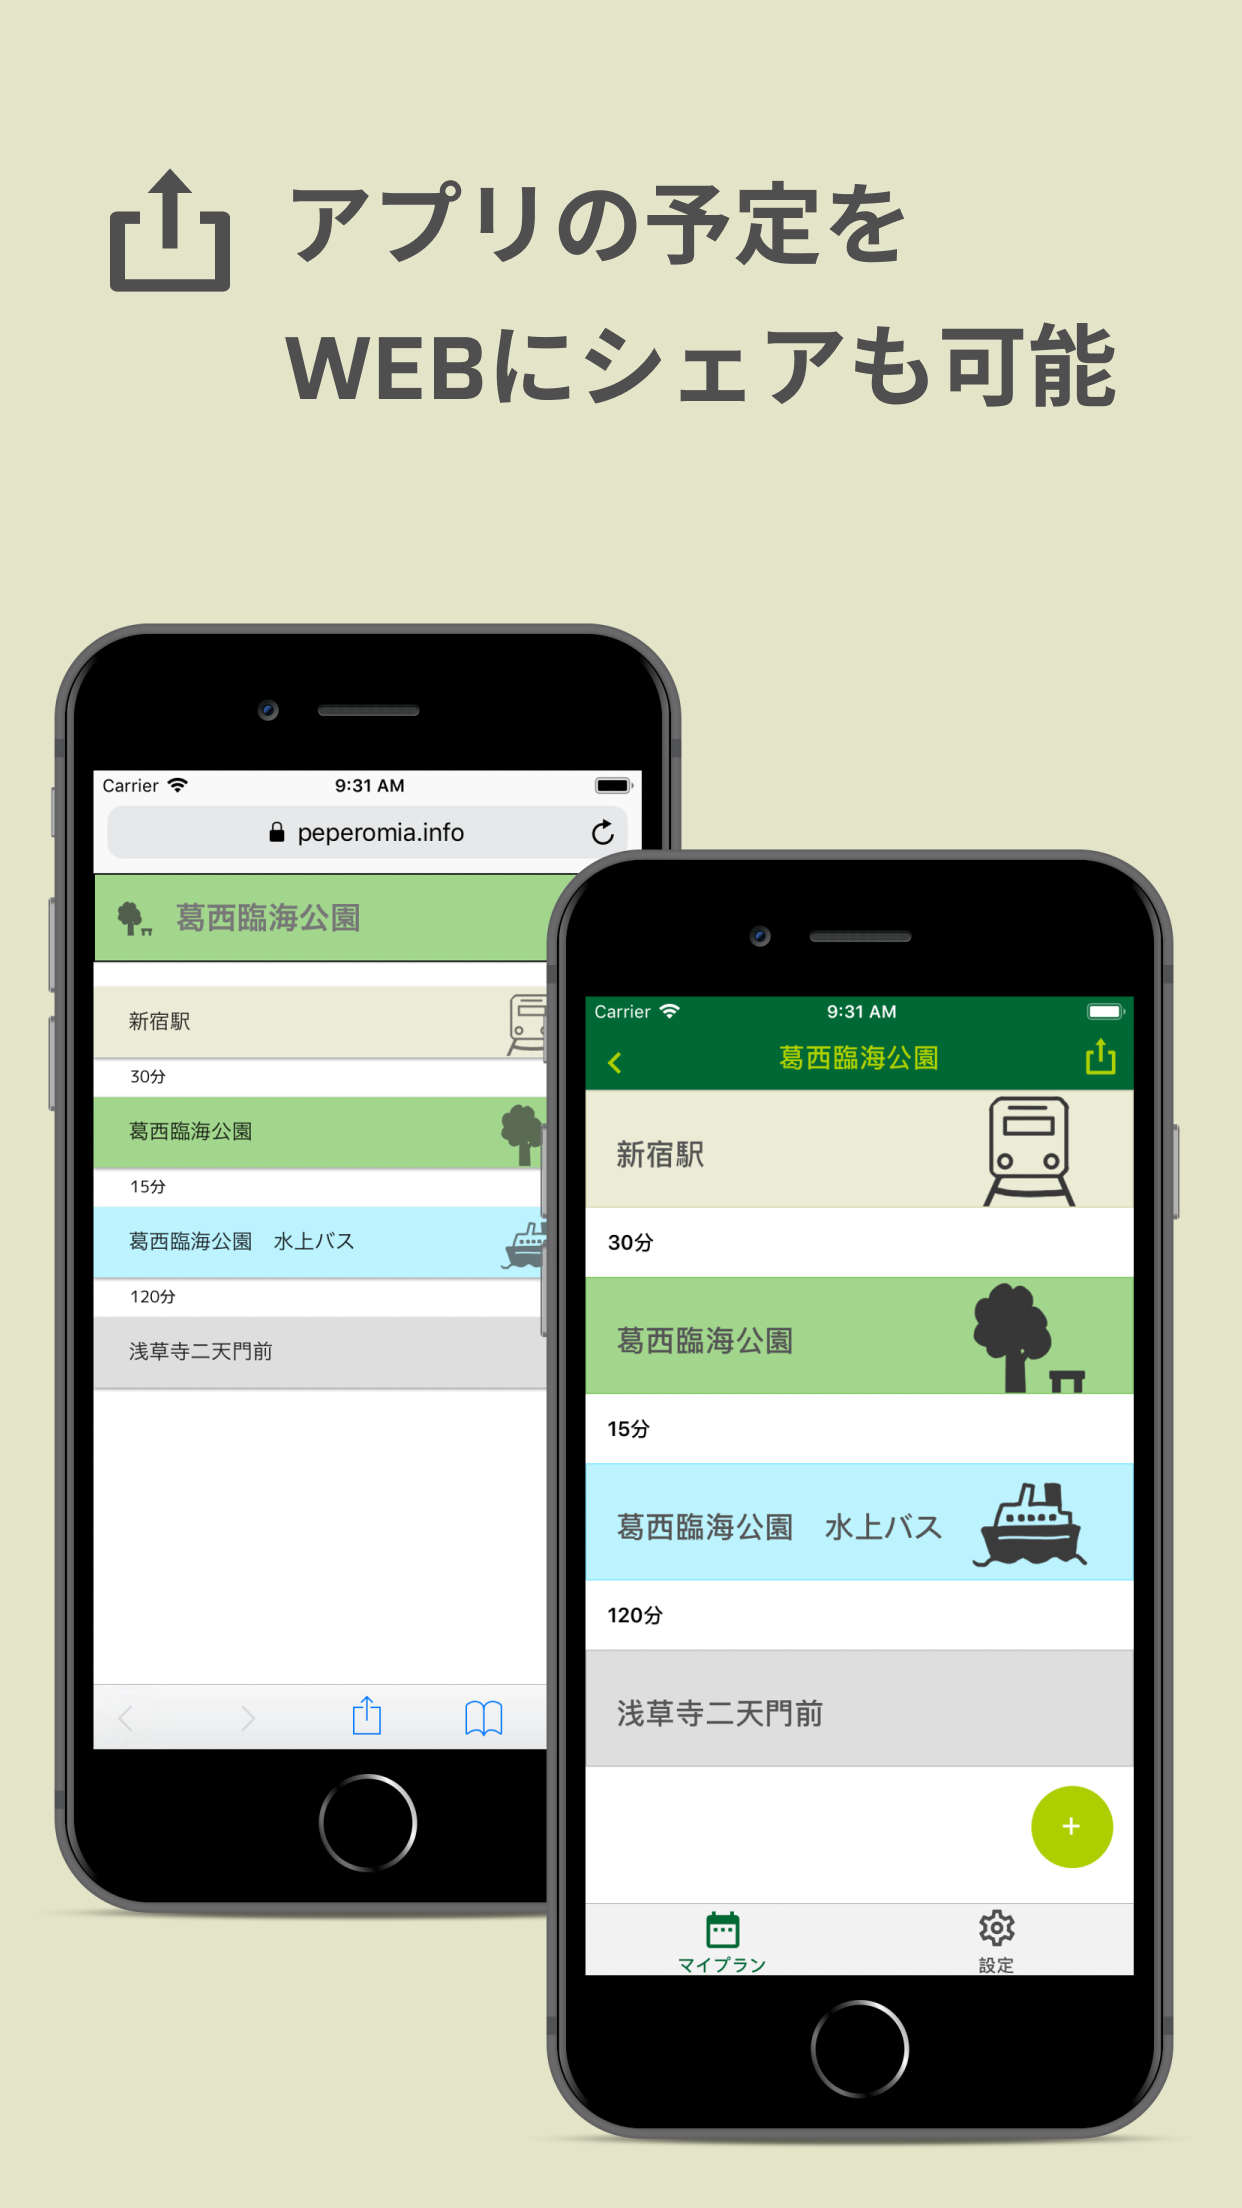 アプリの予定を
WEBにシェアも可能
Carrier
9:31 AM
peperomia.info
葛西臨海公園
新宿駅
30分
葛西臨海公園
15分
葛西臨海公園　水上バス
120分
浅草寺二天門前
Carrier
9:31 AM
葛西臨海公園
新宿駅
30分
葛西臨海公園
15分
葛西臨海公園　水上バス
120分
浅草寺二天門前
+
マイプラン
設定